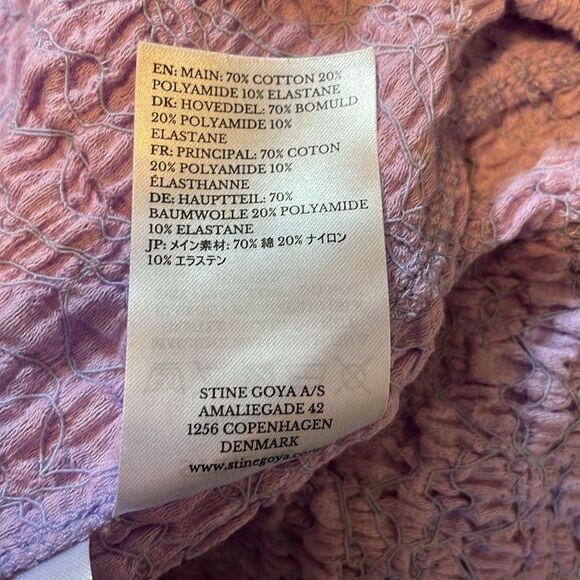 EN: MAIN: 70% COTTON 20%
POLYAMIDE 10% ELASTANE
DK: HOVEDDEL: 70% BOMULD
20% POLYAMIDE 10%
ELASTANE
FR: PRINCIPAL: 70% COTON
20% POLYAMIDE 10%
ÉLASTHANNE
DE: HAUPTTEIL: 70%
BAUMWOLLE 20% POLYAMIDE
10% ELASTANE
JP: メイン素材: 70% 綿 20% ナイロン
10% エラステン
STINE GOYA A/S
AMALIEGADE 42
1256 COPENHAGEN
DENMARK
www.stinegoya.com